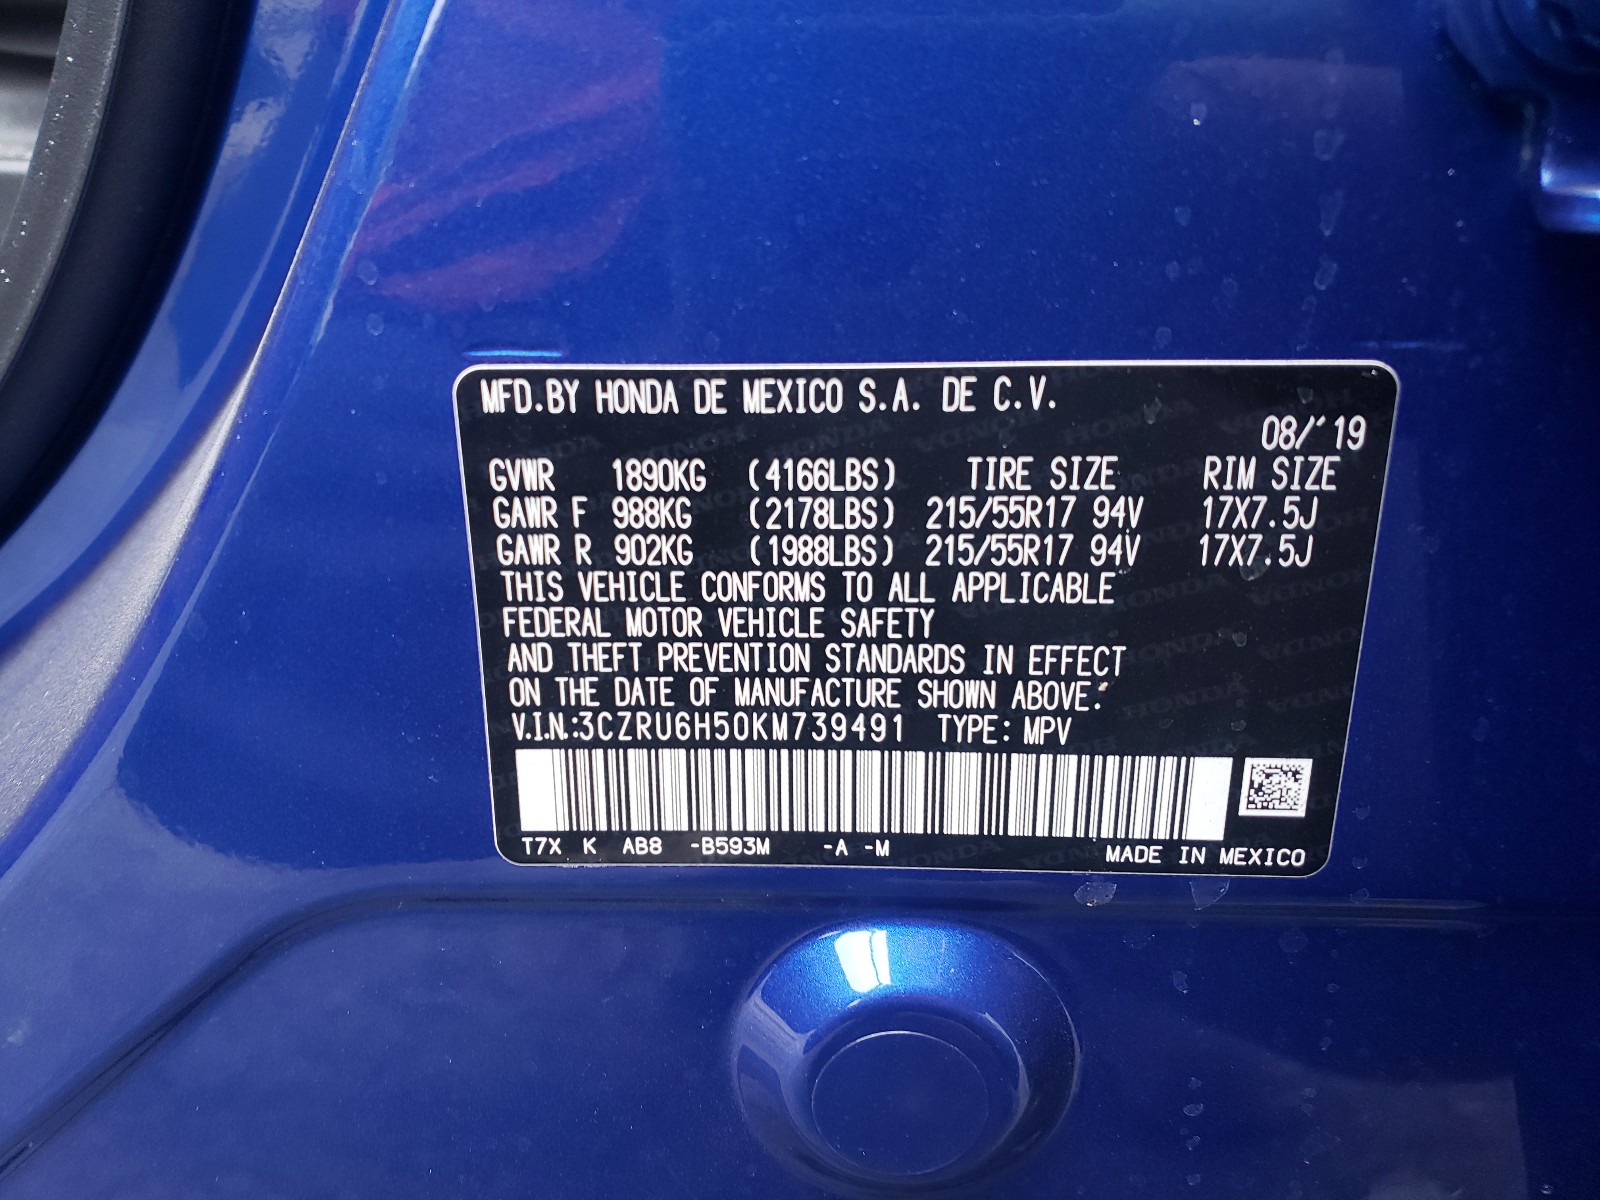 MFD.BY HONDA DE MEXICO S.A. DE C.V.
08/'19
GVWR 1890KG (4166LBS) TIRE SIZE RIM SIZE
GAWR F 988KG (2178LBS) 215/55R17 94V 17X7.5J
GAWR R 902KG (1988LBS) 215/55R17 94V 17X7.5J
THIS VEHICLE CONFORMS TO ALL APPLICABLE
FEDERAL MOTOR VEHICLE SAFETY
AND THEFT PREVENTION STANDARDS IN EFFECT
ON THE DATE OF MANUFACTURE SHOWN ABOVE.
V.I.N.:3CZRU6H50KM739491 TYPE: MPV
T7X K AB8 -B593M -A -M
MADE IN MEXICO